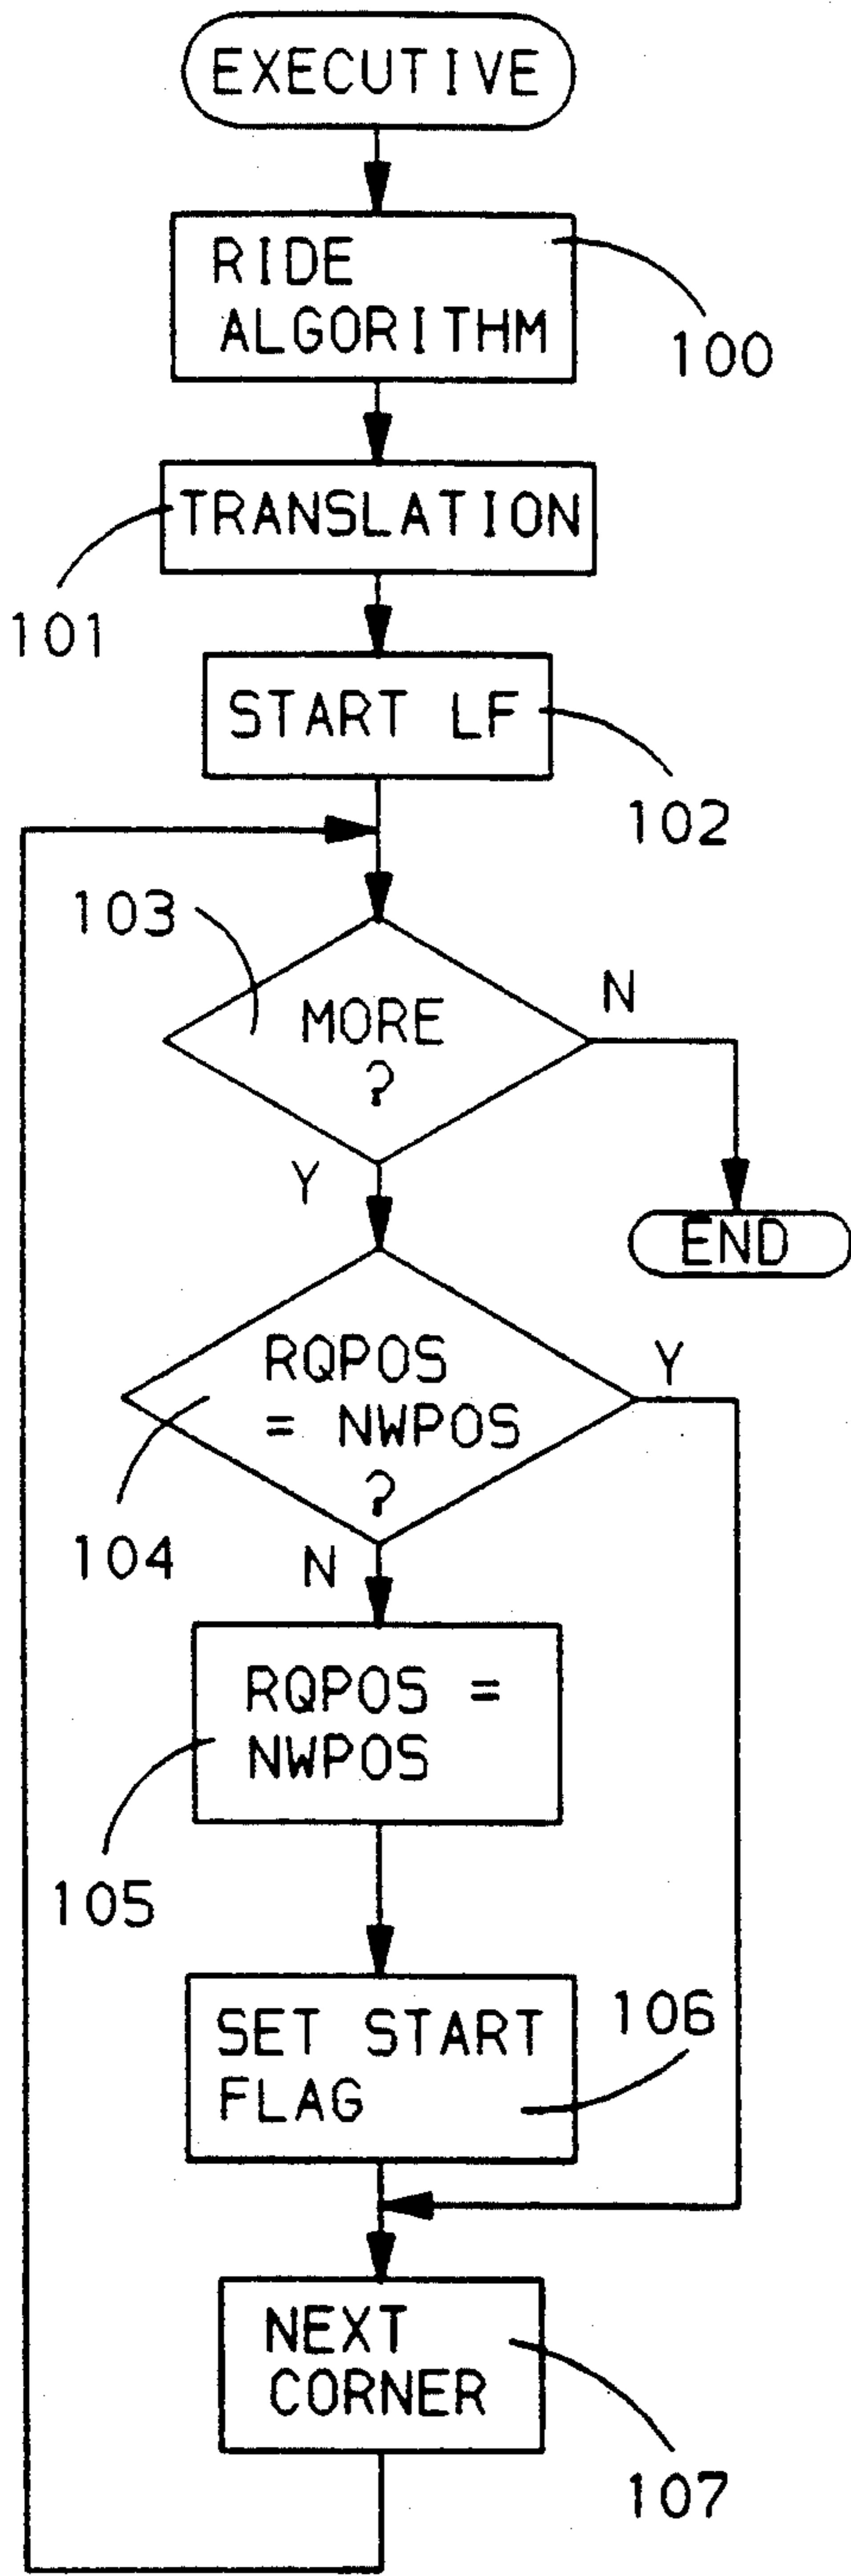 EXECUTIVE
RIDE
ALGORITHM
100
TRANSLATION
101
START LF
102
103
MORE
?
N
Y
END
RQPOS
= NWPOS
?
Y
104
N
RQPOS =
NWPOS
105
SET START
FLAG
106
NEXT
CORNER
107